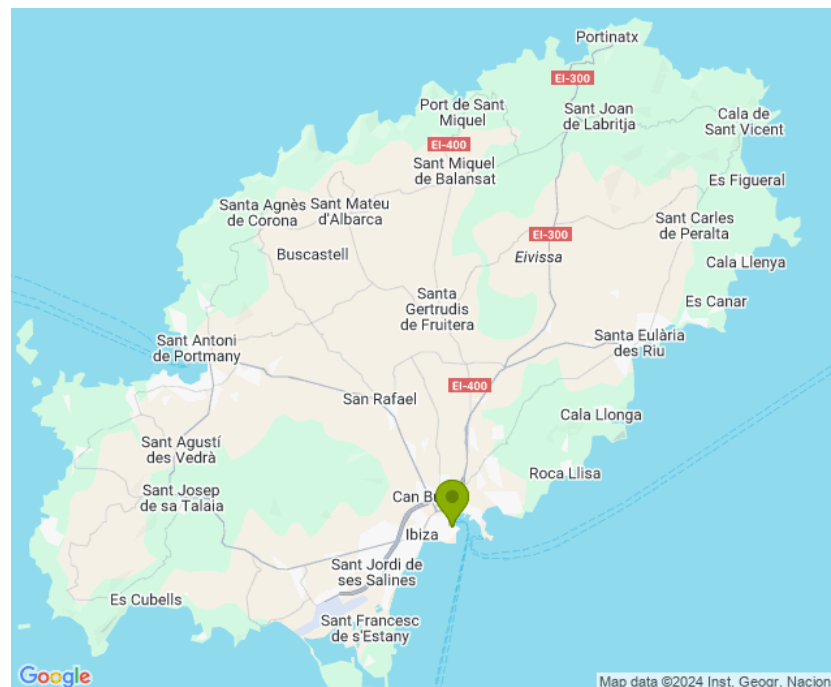 Portinatx
EI-300
Port de Sant
Miquel
Sant Joan
de Labritja
Cala de
Sant Vicent
EI-400
Sant Miquel
de Balansat
Es Figueral
Santa Agnès
de Corona
Sant Mateu
d'Albarca
Sant Carles
de Peralta
EI-300
Buscastell
Eivissa
Cala Llenya
Santa
Gertrudis
de Fruitera
Es Canar
Sant Antoni
de Portmany
Santa Eulària
des Riu
EI-400
San Rafael
Cala Llonga
Sant Agustí
des Vedrà
Roca Llisa
Sant Josep
de sa Talaia
Can
Ibiza
Sant Jordi de
ses Salines
Es Cubells
Sant Francesc
de s'Estany
Google
Map data ©2024 Inst. Geogr. Nacion